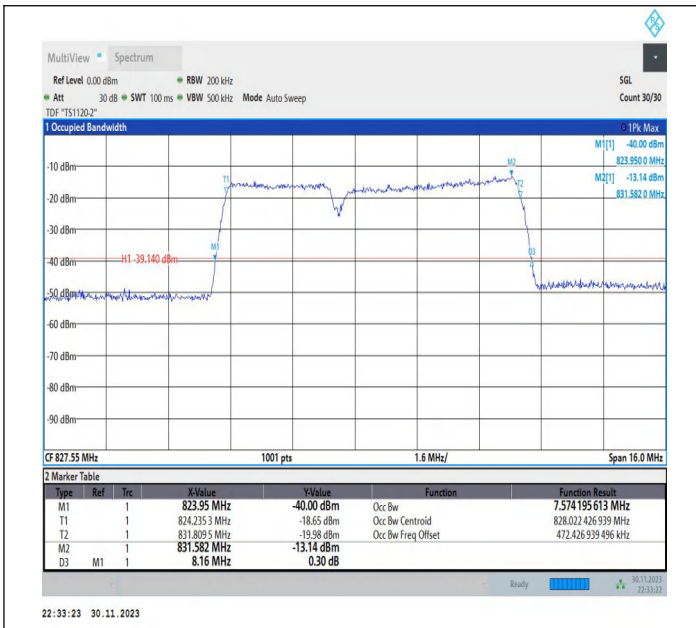 R&S
MultiView Spectrum
Ref Level 0.00 dBm RBW 200 kHz SGL
Att 30 dB SWT 100 ms VBW 500 kHz Mode Auto Sweep Count 30/30
TDF "TS1120-2"
1 Occupied Bandwidth 1Pk Max
M1[1] -40.00 dBm
823.950 0 MHz
M2[1] -13.14 dBm
831.582 0 MHz
M2
-10 dBm
T1 T2
-20 dBm
-30 dBm
M1 D3
H1 -39.140 dBm
-40 dBm
-50 dBm
-60 dBm
-70 dBm
-80 dBm
-90 dBm
CF 827.55 MHz 1001 pts 1.6 MHz/ Span 16.0 MHz
2 Marker Table
Type Ref Trc X-Value Y-Value Function Function Result
M1 1 823.95 MHz -40.00 dBm Occ Bw 7.574 195 613 MHz
T1 1 824.235 3 MHz -18.65 dBm Occ Bw Centroid 828.022 426 939 MHz
T2 1 831.809 5 MHz -19.98 dBm Occ Bw Freq Offset 472.426 939 496 kHz
M2 1 831.582 MHz -13.14 dBm
D3 M1 1 8.16 MHz 0.30 dB
Ready 30.11.2023
22:33:22
22:33:23 30.11.2023